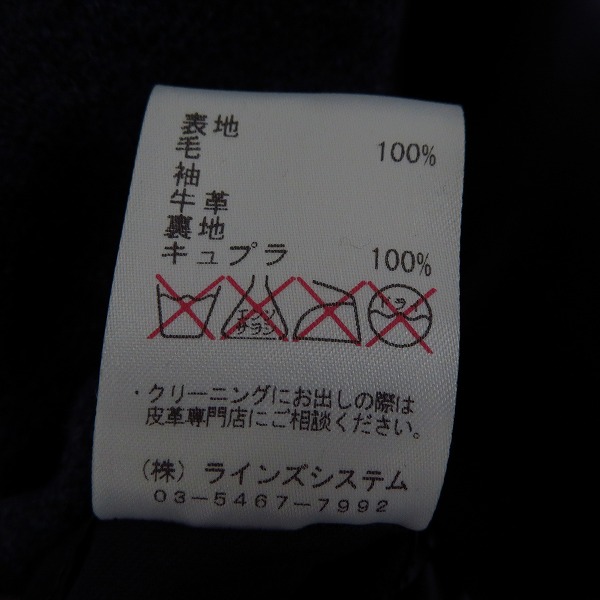 表地
毛 100%
袖
牛革
裏地
キュプラ 100%
エンソ サラシ ドライ
・クリーニングにお出しの際は
皮革専門店にご相談ください。
（株）ラインズシステム
03-5467-7992